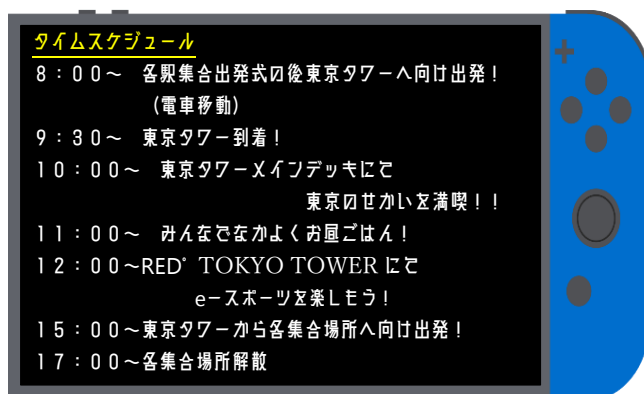 タイムスケジュール
8：00～ 各駅集合出発式の後東京タワーへ向け出発！
(電車移動)
9：30～ 東京タワー到着！
10：00～ 東京タワーメインデッキにて
東京のせかいを満喫！！
11：00～ みんなでなかよくお昼ごはん！
12：00～RED° TOKYO TOWER にて
e－スポーツを楽しもう！
15：00～東京タワーから各集合場所へ向け出発！
17：00～各集合場所解散